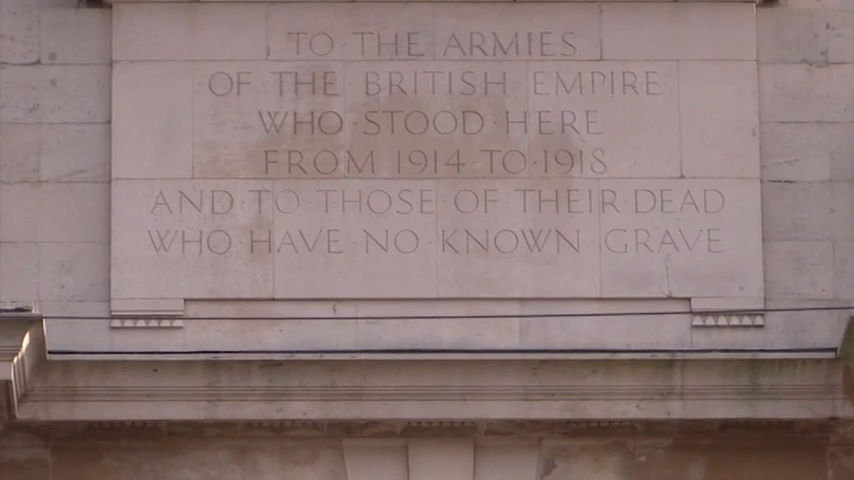 TO·THE·ARMIES
OF·THE·BRITISH·EMPIRE
WHO·STOOD·HERE
FROM·1914·TO·1918
AND·TO·THOSE·OF·THEIR·DEAD
WHO·HAVE·NO·KNOWN·GRAVE